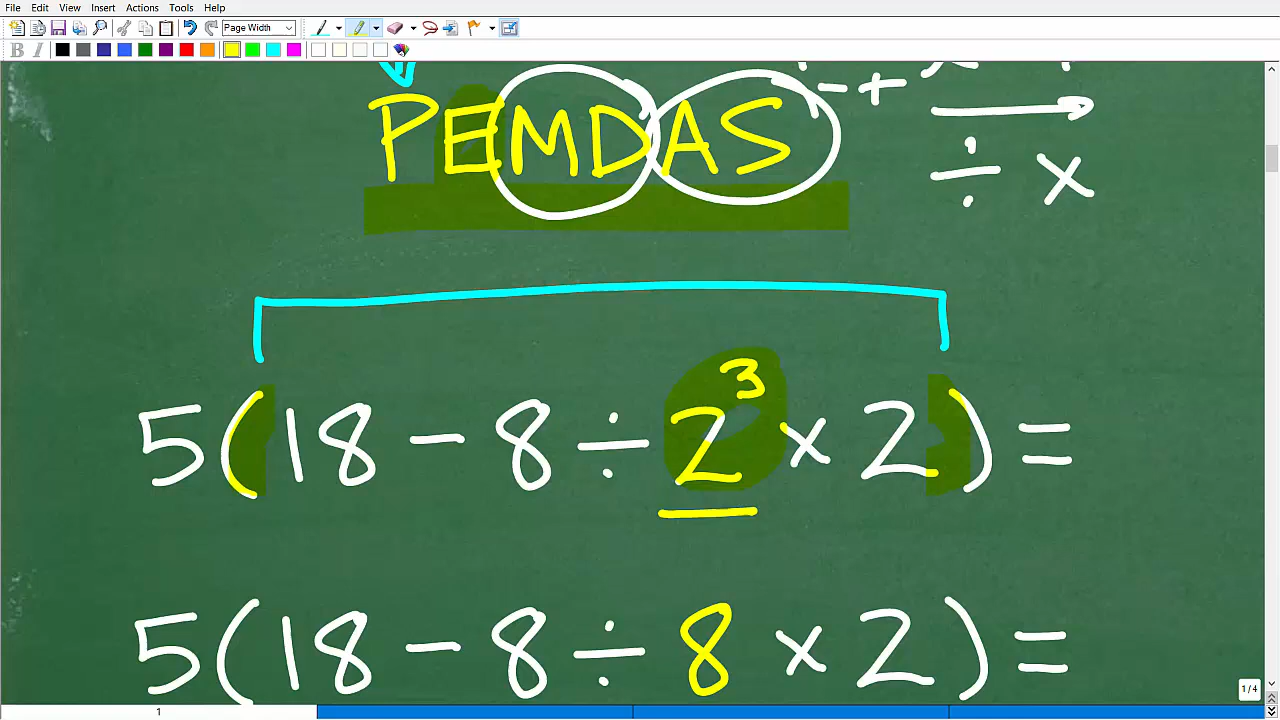 File Edit View Insert Actions Tools Help
Page Width
B I
PEMDAS
- +
÷ x
5(18 - 8 ÷ 2³ x 2) =
5(18 - 8 ÷ 8 x 2) =
1/4
1